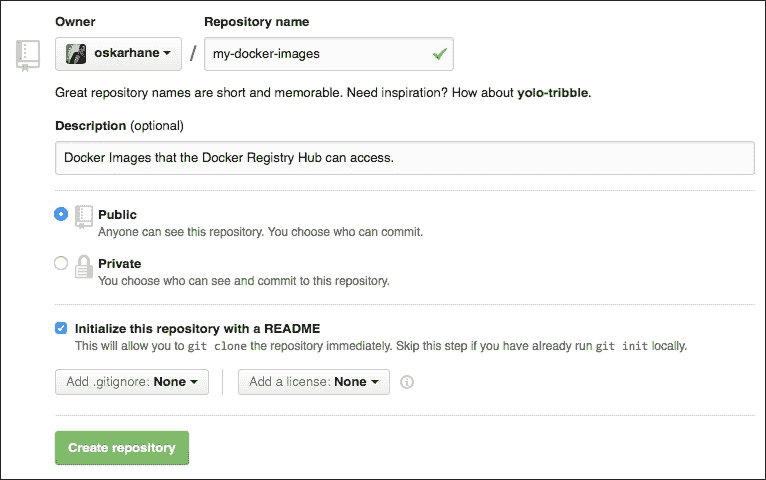 Owner Repository name
oskarhane / my-docker-images
Great repository names are short and memorable. Need inspiration? How about yolo-tribble.
Description (optional)
Docker Images that the Docker Registry Hub can access.
Public
Anyone can see this repository. You choose who can commit.
Private
You choose who can see and commit to this repository.
Initialize this repository with a README
This will allow you to git clone the repository immediately. Skip this step if you have already run git init locally.
Add .gitignore: None Add a license: None
Create repository